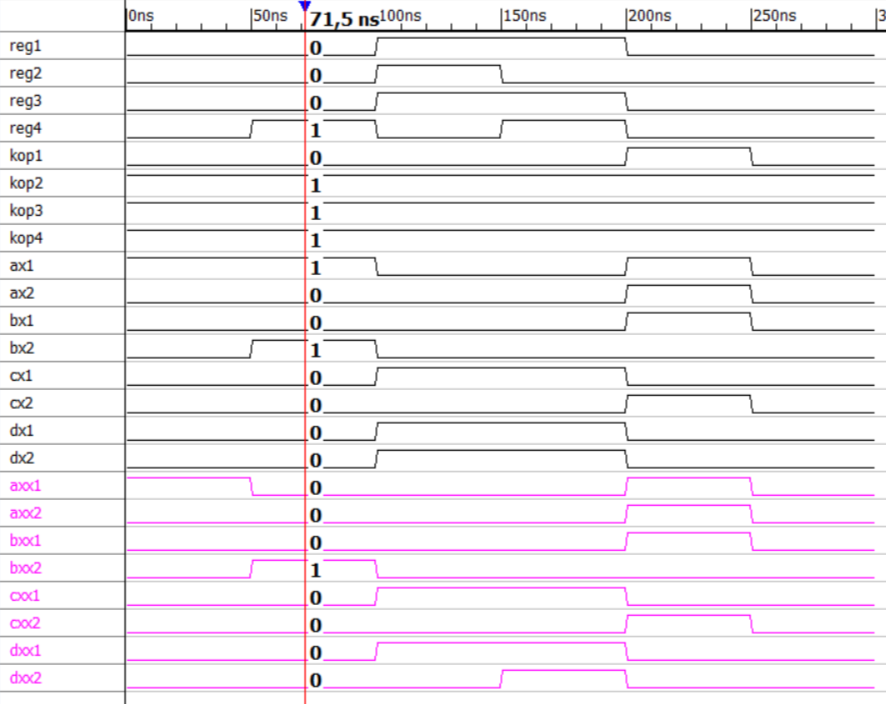 0ns 50ns 71,5 ns 100ns 150ns 200ns 250ns 3
reg1 0
reg2 0
reg3 0
reg4 1
kop1 0
kop2 1
kop3 1
kop4 1
ax1 1
ax2 0
bx1 0
bx2 1
cx1 0
cx2 0
dx1 0
dx2 0
axx1 0
axx2 0
bxx1 0
bxx2 1
cxx1 0
cxx2 0
dxx1 0
dxx2 0